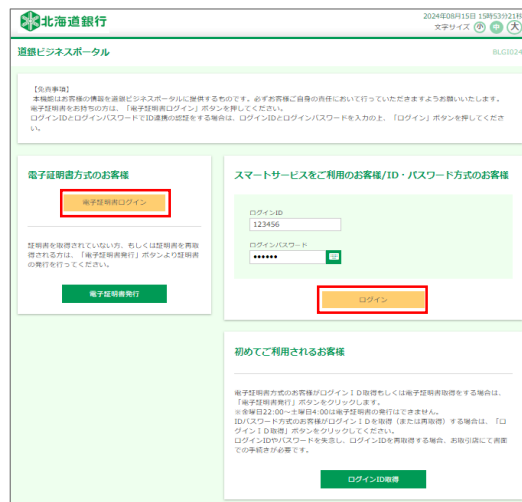 北海道銀行
2024年08月15日 15時53分21秒
文字サイズ 小 中 大
道銀ビジネスポータル
BLGI024
【免責事項】
本機能はお客様の情報を道銀ビジネスポータルに提供するものです。必ずお客様ご自身の責任において行っていただきますようお願いいたします。
電子証明書をお持ちの方は、「電子証明書ログイン」ボタンを押してください。
ログインIDとログインパスワードでID連携の認証をする場合は、ログインIDとログインパスワードを入力の上、「ログイン」ボタンを押してくださ
い。
電子証明書方式のお客様
電子証明書ログイン
証明書を取得されていない方、もしくは証明書を再取
得される方は、「電子証明書発行」ボタンより証明書
の発行を行ってください。
電子証明書発行
スマートサービスをご利用のお客様/ID・パスワード方式のお客様
ログインID
123456
ログインパスワード
••••••
ログイン
初めてご利用されるお客様
電子証明書方式のお客様がログインID取得もしくは電子証明書取得をする場合は、
「電子証明書発行」ボタンをクリックします。
※金曜日22:00~土曜日4:00は電子証明書の発行はできません。
IDパスワード方式のお客様がログインIDを取得(または再取得)する場合は、「ロ
グインID取得」ボタンをクリックしてください。
ログインIDやパスワードを失念し、ログインIDを再取得する場合、お取引店にて書面
での手続きが必要です。
ログインID取得